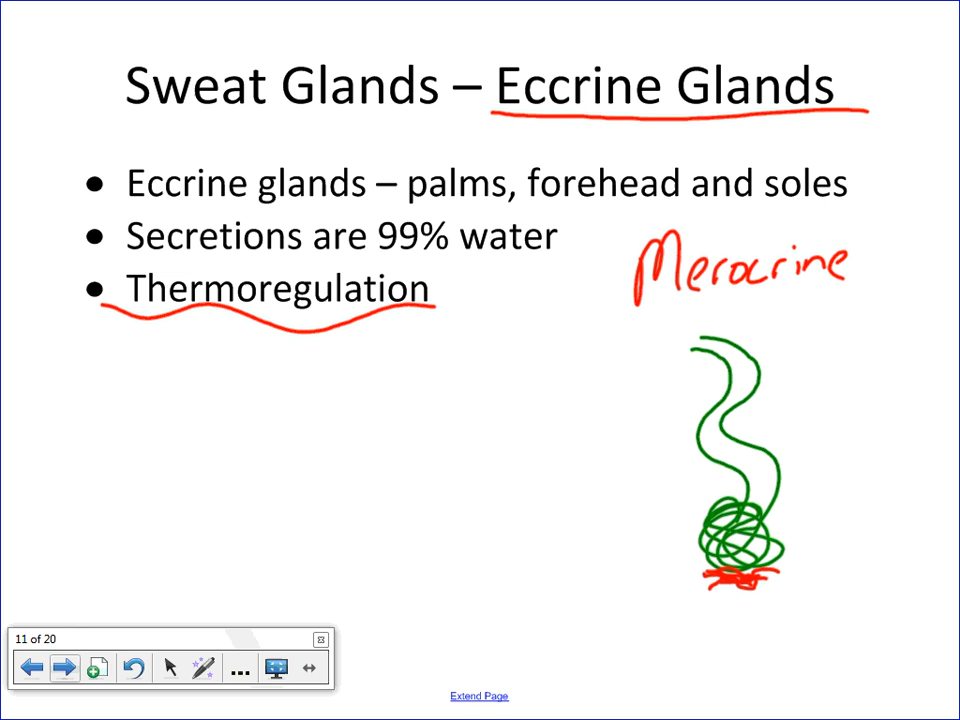 Sweat Glands – Eccrine Glands
• Eccrine glands – palms, forehead and soles
• Secretions are 99% water
• Thermoregulation
Merocrine
11 of 20
...
Extend Page